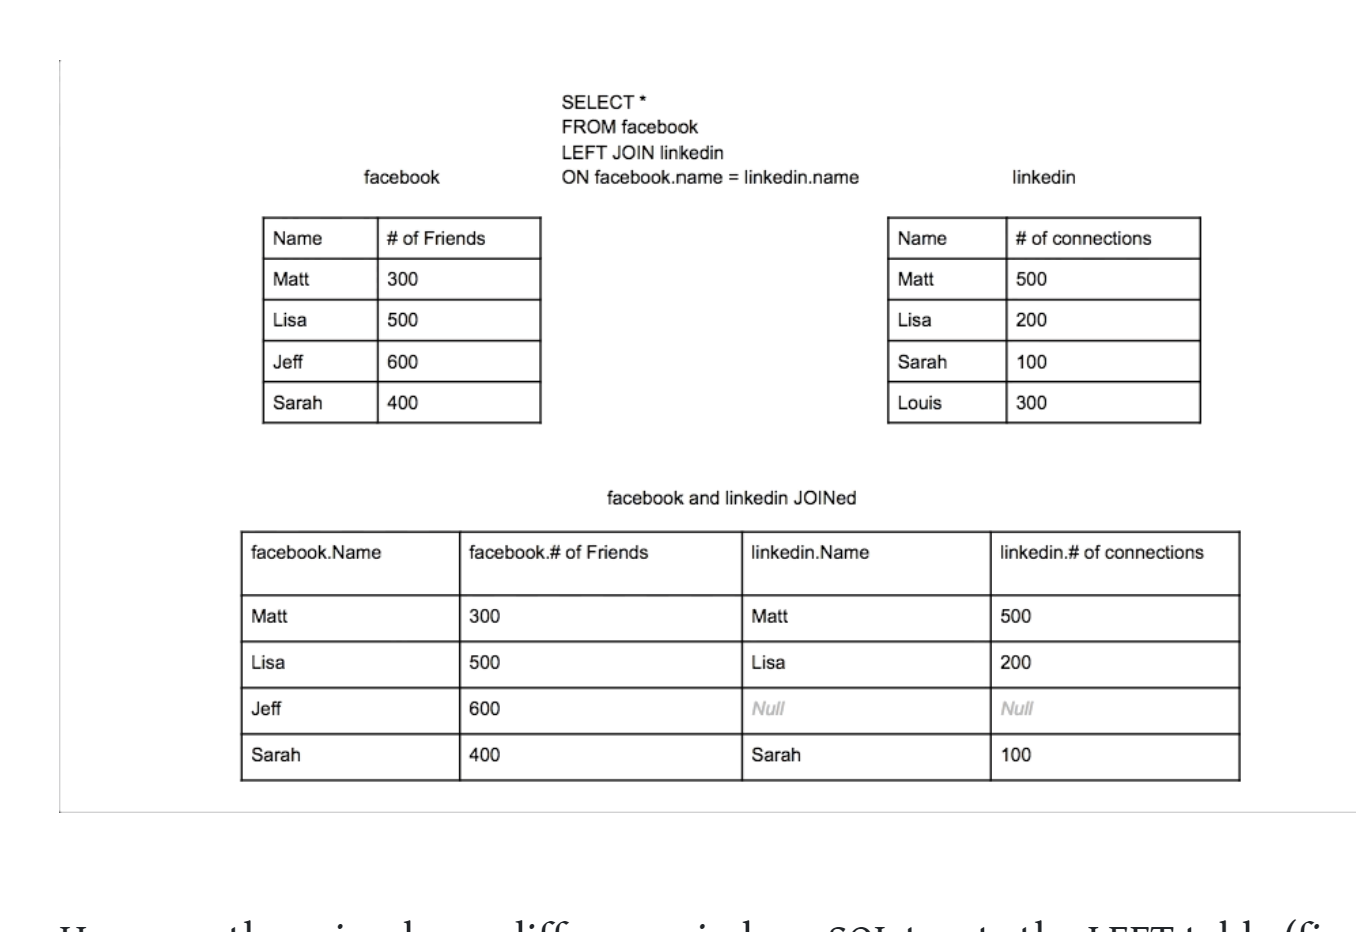 SELECT *
FROM facebook
LEFT JOIN linkedin
ON facebook.name = linkedin.name
facebook
linkedin
Name # of Friends
Matt 300
Lisa 500
Jeff 600
Sarah 400
Name # of connections
Matt 500
Lisa 200
Sarah 100
Louis 300
facebook and linkedin JOINed
facebook.Name facebook.# of Friends linkedin.Name linkedin.# of connections
Matt 300 Matt 500
Lisa 500 Lisa 200
Jeff 600 Null Null
Sarah 400 Sarah 100